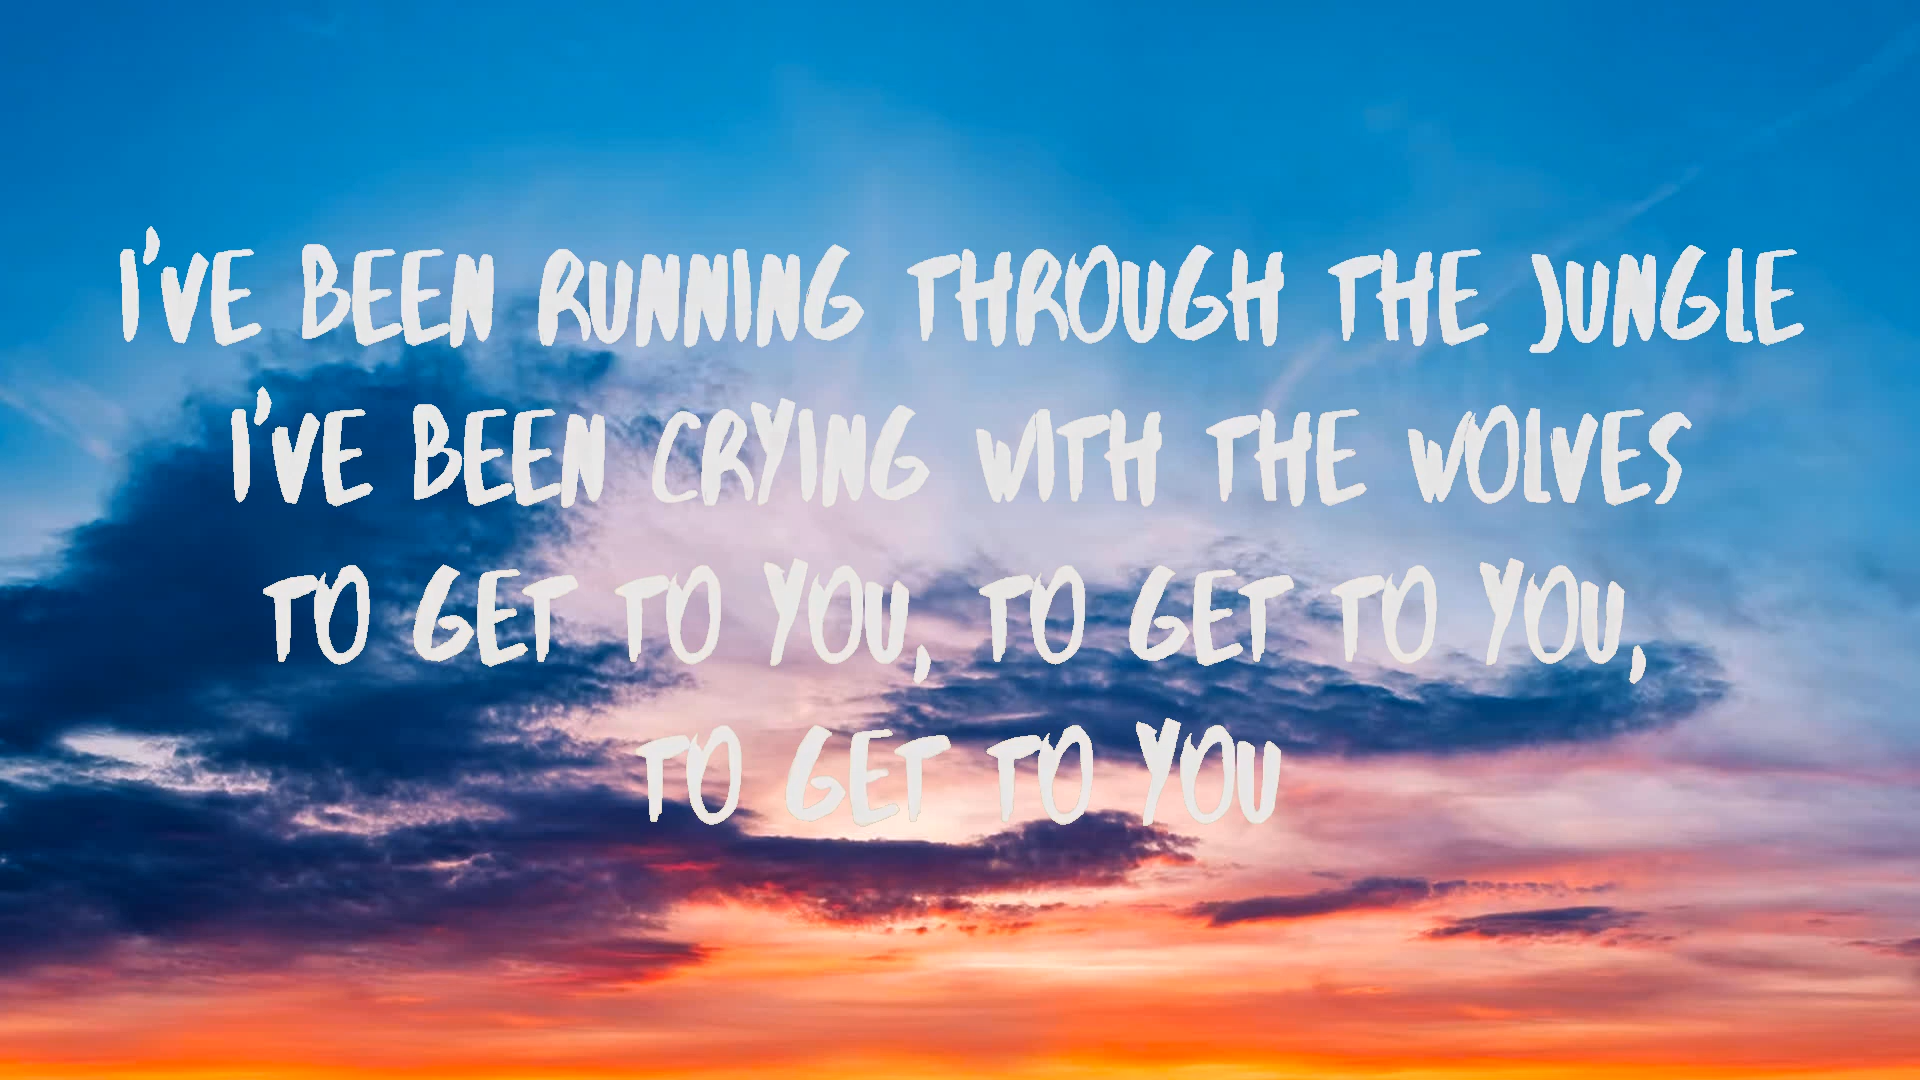 I'VE BEEN RUNNING THROUGH THE JUNGLE
I'VE BEEN CRYING WITH THE WOLVES
TO GET TO YOU, TO GET TO YOU,
TO GET TO YOU